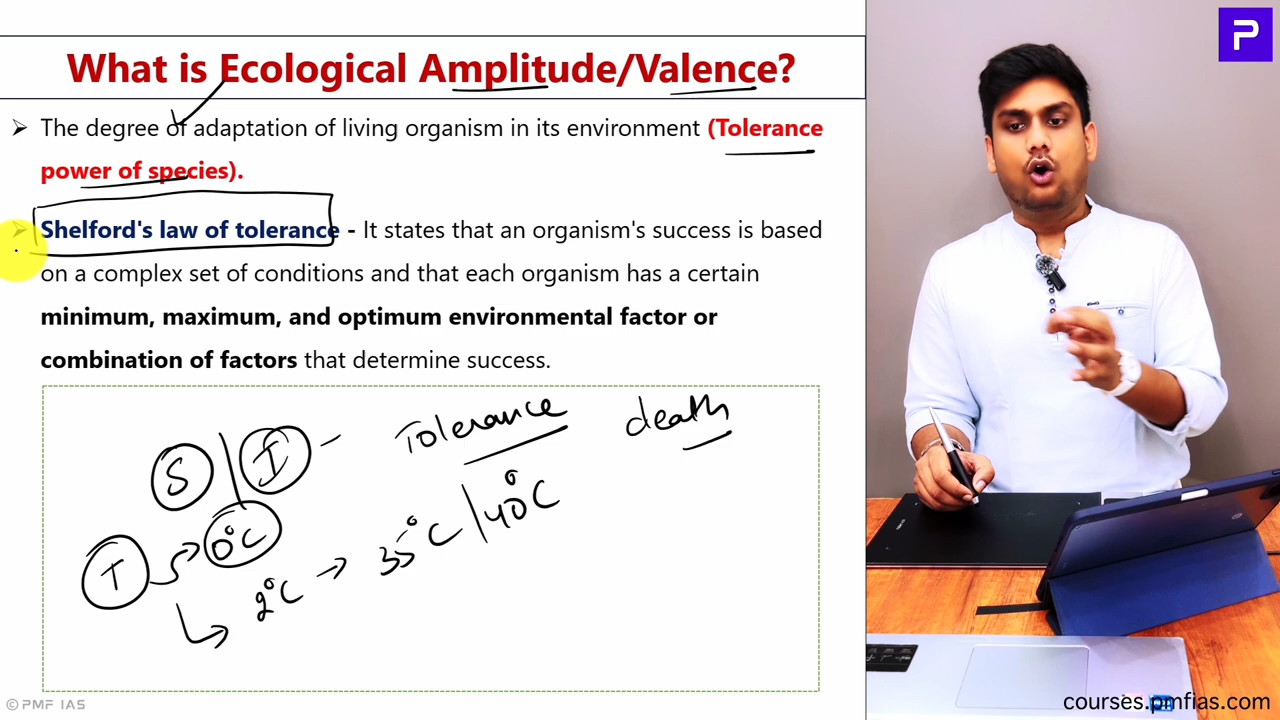 What is Ecological Amplitude/Valence?
➢ The degree of adaptation of living organism in its environment (Tolerance
power of species).
➢ Shelford's law of tolerance - It states that an organism's success is based
on a complex set of conditions and that each organism has a certain
minimum, maximum, and optimum environmental factor or
combination of factors that determine success.
S / I - Tolerance death
T → 0°C
2°C → 35°C / 40°C
© PMF IAS
P
courses.pmfias.com